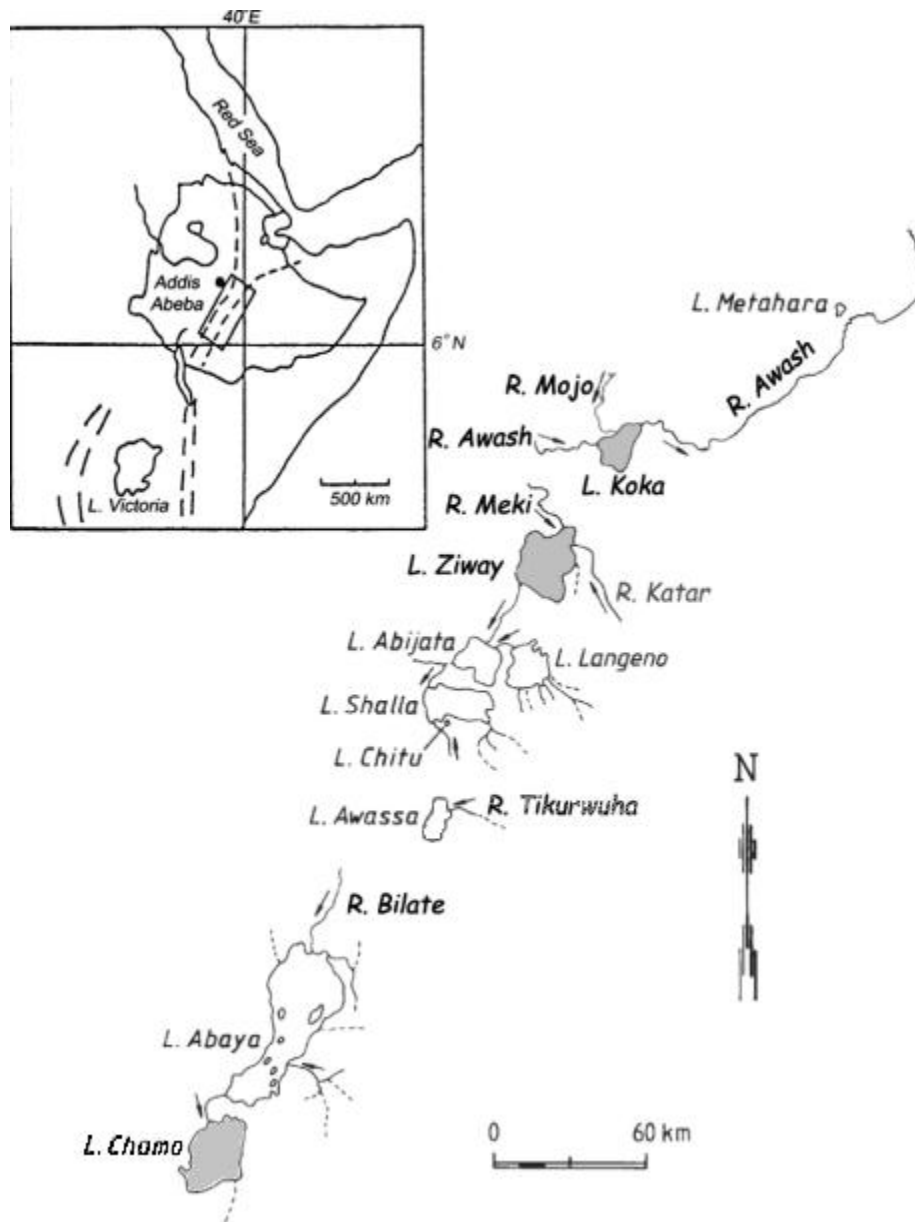 40°E
Red Sea
Addis
Abeba
6°N
L. Victoria
500 km
L. Metahara
R. Mojo
R. Awash
R. Awash
L. Koka
R. Meki
L. Ziway
R. Katar
L. Abijata
L. Langeno
L. Shalla
L. Chitu
N
L. Awassa
R. Tikurwuha
R. Bilate
L. Abaya
L. Chamo
0 60 km